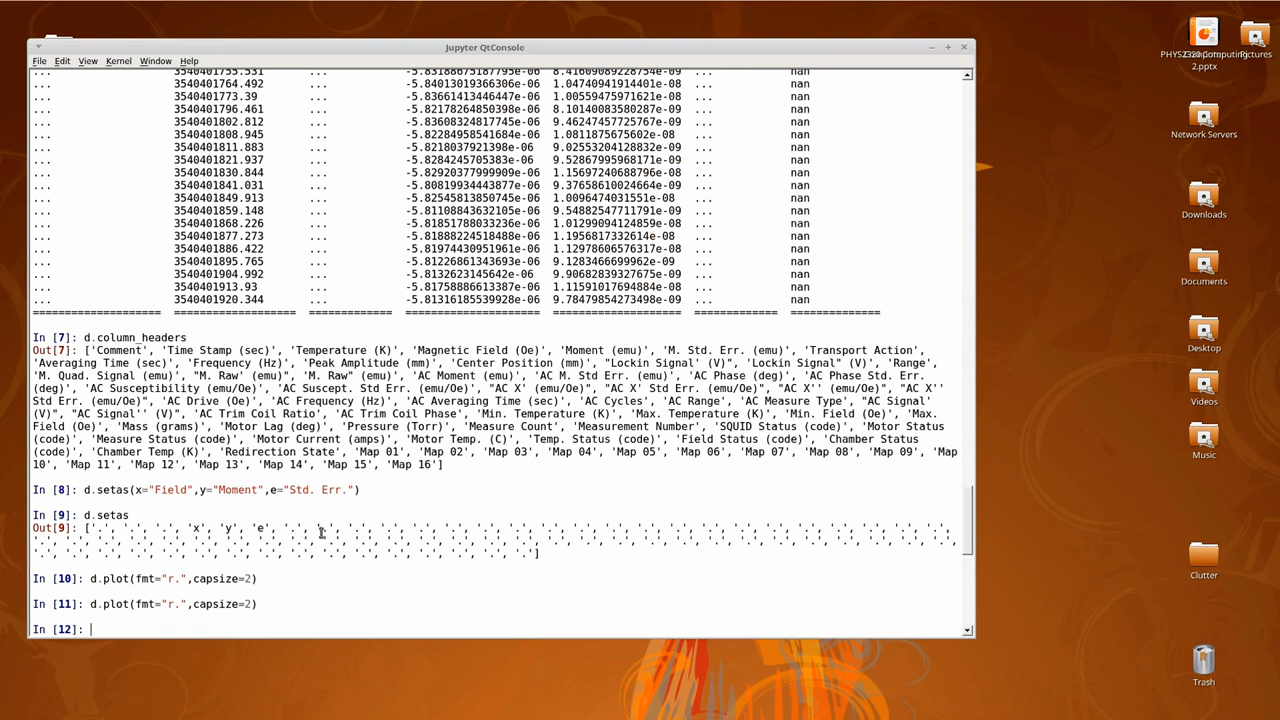 Jupyter QtConsole
File Edit View Kernel Window Help
... 3540401755.531 ... -5.83188675187795e-06 8.41609089228754e-09 ... nan
... 3540401764.492 ... -5.84013019366306e-06 1.04740941914401e-08 ... nan
... 3540401773.39 ... -5.83661413446447e-06 1.00559475971621e-08 ... nan
... 3540401796.461 ... -5.82178264850398e-06 8.10140083580287e-09 ... nan
... 3540401802.812 ... -5.83608324817731e-06 9.46247457725767e-09 ... nan
... 3540401808.945 ... -5.82284958541684e-06 1.0811875675602e-08 ... nan
... 3540401811.883 ... -5.8218037921398e-06 9.02553204128832e-09 ... nan
... 3540401821.937 ... -5.8284245705383e-06 9.52867995968171e-09 ... nan
... 3540401830.844 ... -5.82920377999909e-06 1.15697240688796e-08 ... nan
... 3540401841.031 ... -5.80819934443877e-06 9.37658610024664e-09 ... nan
... 3540401849.913 ... -5.82545813850745e-06 1.0096474031551e-08 ... nan
... 3540401859.148 ... -5.81108843632105e-06 9.54882547711791e-09 ... nan
... 3540401868.226 ... -5.81851788033236e-06 1.01299094124859e-08 ... nan
... 3540401877.273 ... -5.81888224518488e-06 1.1956817332614e-08 ... nan
... 3540401886.422 ... -5.81974430951961e-06 1.12978606576317e-08 ... nan
... 3540401895.765 ... -5.81226861343693e-06 9.1283466699962e-09 ... nan
... 3540401904.992 ... -5.8132623145642e-06 9.90682839327675e-09 ... nan
... 3540401913.93 ... -5.81758886613387e-06 1.11591017694884e-08 ... nan
... 3540401920.344 ... -5.81316185539928e-06 9.78479854273498e-09 ... nan
==================== =================== ============= ===================== ==================== ============= ==============
In [7]: d.column_headers
Out[7]: ['Comment', 'Time Stamp (sec)', 'Temperature (K)', 'Magnetic Field (Oe)', 'Moment (emu)', 'M. Std. Err. (emu)', 'Transport Action',
'Averaging Time (sec)', 'Frequency (Hz)', 'Peak Amplitude (mm)', 'Center Position (mm)', "Lockin Signal' (V)", 'Lockin Signal" (V)', 'Range',
'M. Quad. Signal (emu)', "M. Raw' (emu)", 'M. Raw" (emu)', 'AC Moment (emu)', 'AC M. Std Err. (emu)', 'AC Phase (deg)', 'AC Phase Std. Err.
(deg)', 'AC Susceptibility (emu/Oe)', 'AC Suscept. Std Err. (emu/Oe)', "AC X' (emu/Oe)", "AC X' Std Err. (emu/Oe)", "AC X'' (emu/Oe)", "AC X''
Std Err. (emu/Oe)", 'AC Drive (Oe)', 'AC Frequency (Hz)', 'AC Averaging Time (sec)', 'AC Cycles', 'AC Range', 'AC Measure Type', "AC Signal'
(V)", "AC Signal'' (V)", 'AC Trim Coil Ratio', 'AC Trim Coil Phase', 'Min. Temperature (K)', 'Max. Temperature (K)', 'Min. Field (Oe)', 'Max.
Field (Oe)', 'Mass (grams)', 'Motor Lag (deg)', 'Pressure (Torr)', 'Measure Count', 'Measurement Number', 'SQUID Status (code)', 'Motor Status
(code)', 'Measure Status (code)', 'Motor Current (amps)', 'Motor Temp. (C)', 'Temp. Status (code)', 'Field Status (code)', 'Chamber Status
(code)', 'Chamber Temp (K)', 'Redirection State', 'Map 01', 'Map 02', 'Map 03', 'Map 04', 'Map 05', 'Map 06', 'Map 07', 'Map 08', 'Map 09', 'Map
10', 'Map 11', 'Map 12', 'Map 13', 'Map 14', 'Map 15', 'Map 16']
In [8]: d.setas(x="Field",y="Moment",e="Std. Err.")
In [9]: d.setas
Out[9]: ['.', '.', '.', 'x', 'y', 'e', '.', '.', '.', '.', '.', '.', '.', '.', '.', '.', '.', '.', '.', '.', '.', '.', '.', '.', '.', '.', '.',
'.', '.', '.', '.', '.', '.', '.', '.', '.', '.', '.', '.', '.', '.', '.', '.', '.', '.', '.', '.', '.', '.', '.', '.', '.', '.', '.', '.', '.',
'.', '.', '.', '.', '.', '.', '.', '.', '.', '.', '.', '.', '.', '.', '.', '.']
In [10]: d.plot(fmt="r.",capsize=2)
In [11]: d.plot(fmt="r.",capsize=2)
In [12]:
2.pptx
Pictures
Network Servers
Downloads
Documents
Desktop
Videos
Music
Clutter
Trash